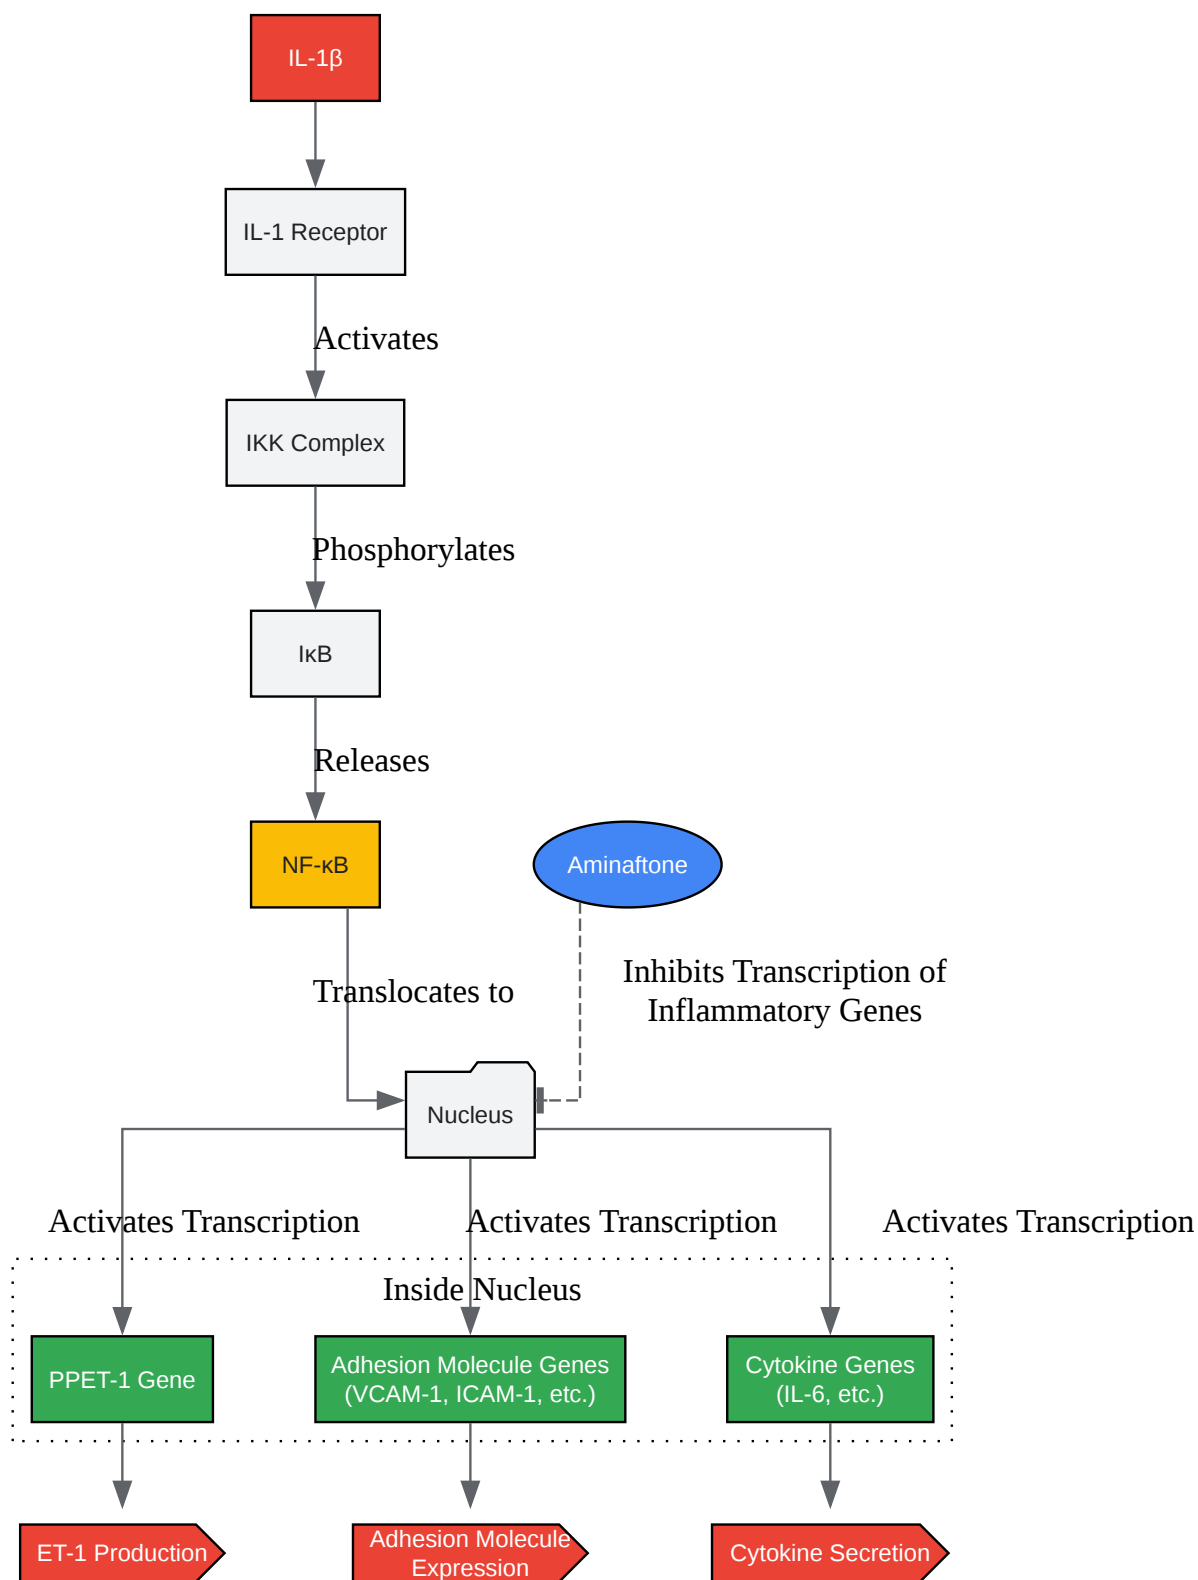 IL-1β
IL-1 Receptor
Activates
IKK Complex
Phosphorylates
IκB
Releases
NF-κB
Aminaftone
Translocates to
Inhibits Transcription of
Inflammatory Genes
Nucleus
Activates Transcription
Activates Transcription
Activates Transcription
Inside Nucleus
PPET-1 Gene
Adhesion Molecule Genes
(VCAM-1, ICAM-1, etc.)
Cytokine Genes
(IL-6, etc.)
ET-1 Production
Adhesion Molecule
Expression
Cytokine Secretion